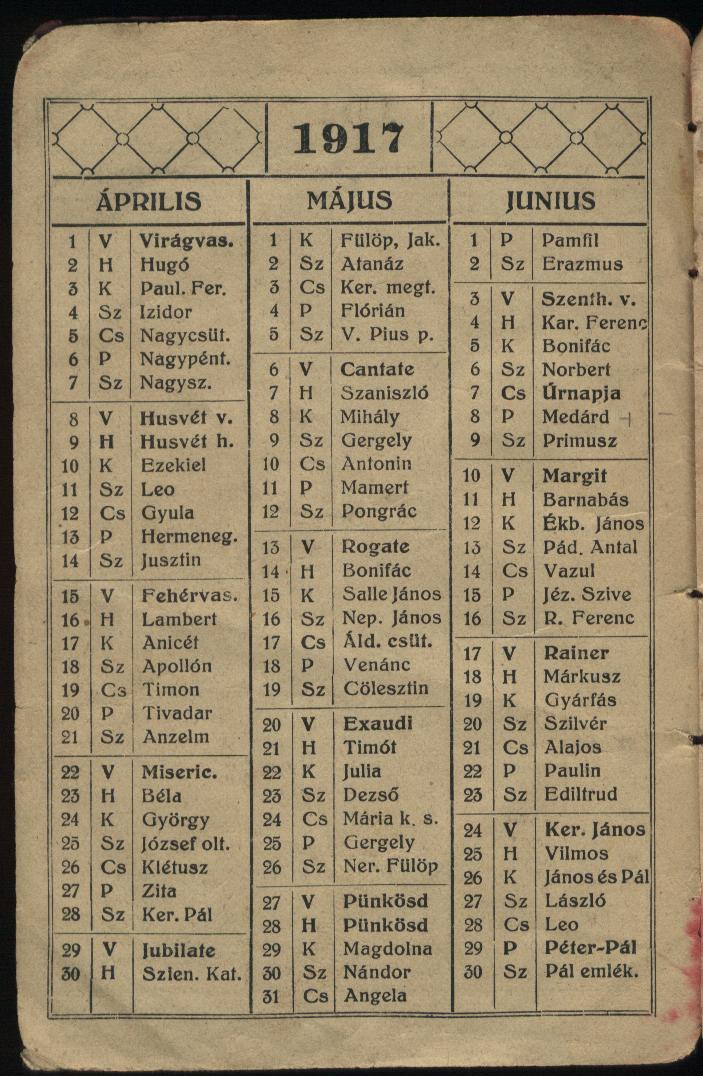 1917
ÁPRILIS
1 V Virágvas.
2 H Hugó
3 K Paul. Fer.
4 Sz Izidor
5 Cs Nagycsüt.
6 P Nagypént.
7 Sz Nagysz.
8 V Husvét v.
9 H Husvét h.
10 K Ezekiel
11 Sz Leo
12 Cs Gyula
13 P Hermeneg.
14 Sz Jusztin
15 V Fehérvas.
16 H Lambert
17 K Anicét
18 Sz Apollón
19 Cs Timon
20 P Tivadar
21 Sz Anzelm
22 V Miseric.
23 H Béla
24 K György
25 Sz József olt.
26 Cs Klétusz
27 P Zita
28 Sz Ker. Pál
29 V Jubilate
30 H Szien. Kat.
MÁJUS
1 K Fülöp, Jak.
2 Sz Atanáz
3 Cs Ker. megt.
4 P Flórián
5 Sz V. Pius p.
6 V Cantate
7 H Szaniszló
8 K Mihály
9 Sz Gergely
10 Cs Antonin
11 P Mamert
12 Sz Pongrác
13 V Rogate
14 H Bonifác
15 K Salle János
16 Sz Nep. János
17 Cs Áld. csüt.
18 P Venánc
19 Sz Cölesztin
20 V Exaudi
21 H Timót
22 K Julia
23 Sz Dezső
24 Cs Mária k. s.
25 P Gergely
26 Sz Ner. Fülöp
27 V Pünkösd
28 H Pünkösd
29 K Magdolna
30 Sz Nándor
31 Cs Angela
JUNIUS
1 P Pamfil
2 Sz Erazmus
3 V Szenth. v.
4 H Kar. Ferenc
5 K Bonifác
6 Sz Norbert
7 Cs Úrnapja
8 P Medárd
9 Sz Primusz
10 V Margit
11 H Barnabás
12 K Ékb. János
13 Sz Pád. Antal
14 Cs Vazul
15 P Jéz. Szive
16 Sz R. Ferenc
17 V Rainer
18 H Márkusz
19 K Gyárfás
20 Sz Szilvér
21 Cs Alajos
22 P Paulin
23 Sz Ediltrud
24 V Ker. János
25 H Vilmos
26 K János és Pál
27 Sz László
28 Cs Leo
29 P Péter-Pál
30 Sz Pál emlék.